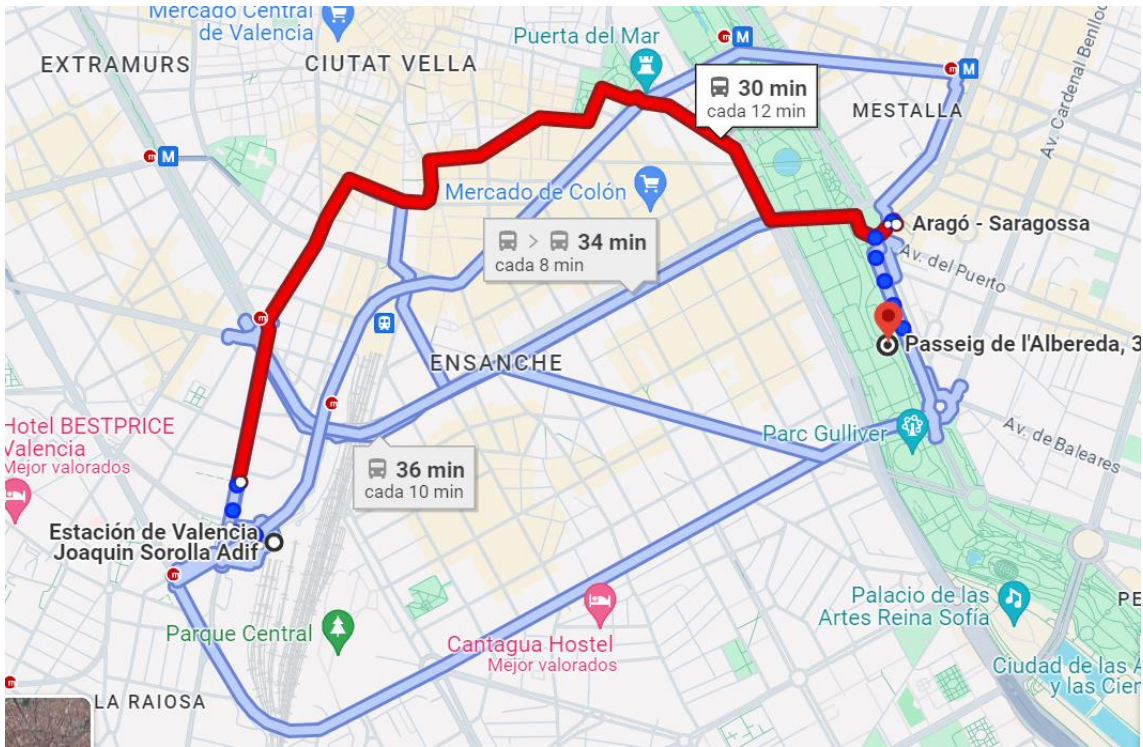 Mercado Central
de Valencia
EXTRAMURS
CIUTAT VELLA
Puerta del Mar
M
M
30 min
cada 12 min
MESTALLA
Av. Cardenal Benlloc
M
Mercado de Colón
Aragó - Saragossa
> 34 min
cada 8 min
Av. del Puerto
ENSANCHE
Passeig de l'Albereda, 3
Hotel BESTPRICE
Valencia
Mejor valorados
Parc Gulliver
Av. de Baleares
36 min
cada 10 min
Estación de Valencia
Joaquin Sorolla Adif
Palacio de las
Artes Reina Sofía
PE
Parque Central
Cantagua Hostel
Mejor valorados
Ciudad de las A
y las Cien
LA RAIOSA